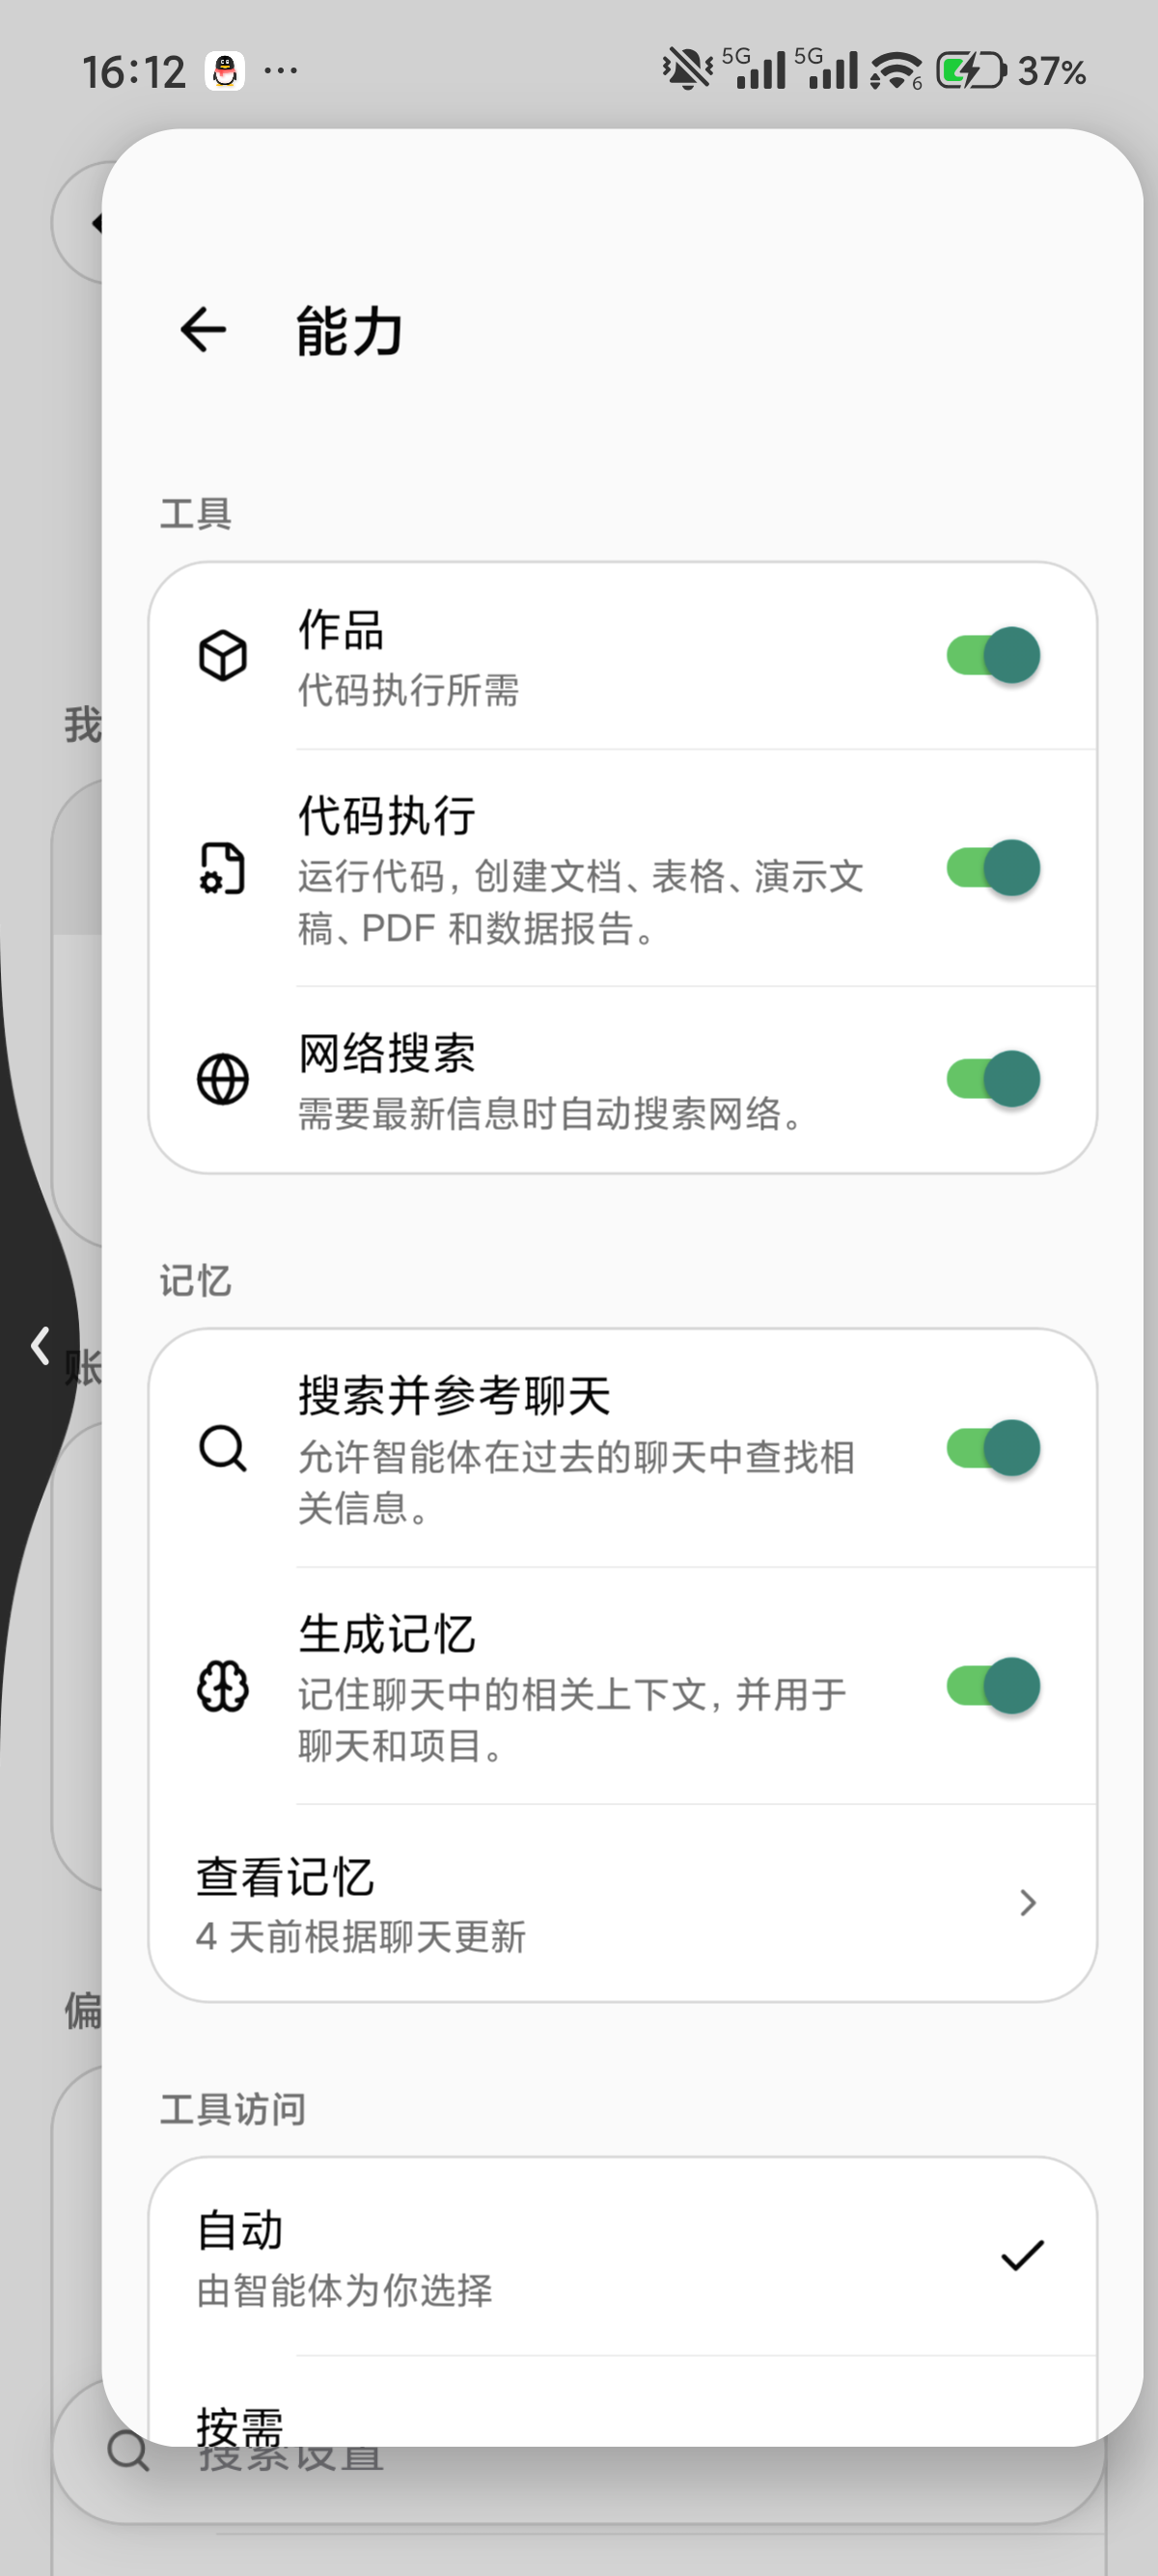 16:12
5G
5G
6
37%
能力
工具
作品
代码执行所需
代码执行
运行代码, 创建文档、表格、演示文
稿、PDF 和数据报告。
网络搜索
需要最新信息时自动搜索网络。
我
记忆
搜索并参考聊天
允许智能体在过去的聊天中查找相
关信息。
账
生成记忆
记住聊天中的相关上下文, 并用于
聊天和项目。
查看记忆
4 天前根据聊天更新
偏
工具访问
自动
由智能体为你选择
按需
搜索设置